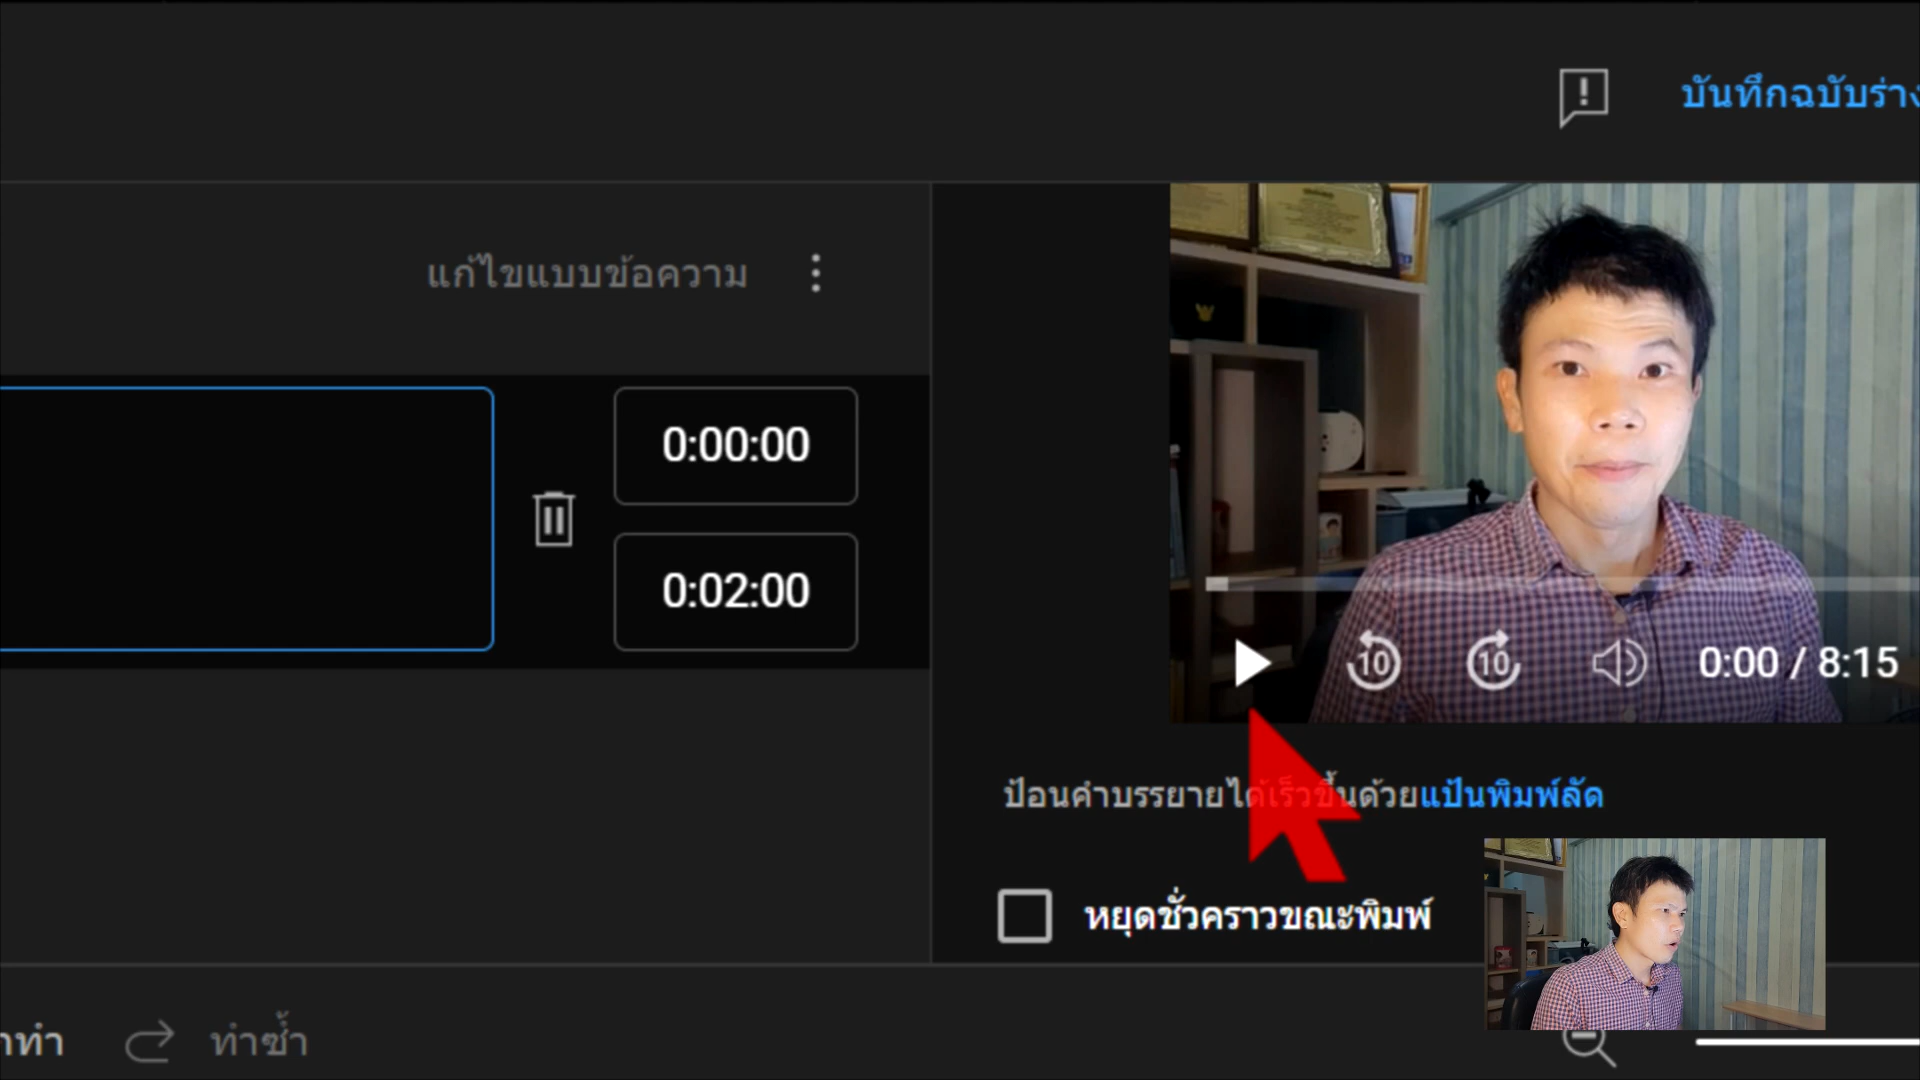 บันทึกฉบับร่าง
แก้ไขแบบข้อความ
0:00:00
0:02:00
10
10
0:00 / 8:15
ป้อนคำบรรยายได้เร็วขึ้นด้วยแป้นพิมพ์ลัด
หยุดชั่วคราวขณะพิมพ์
ทำซ้ำ